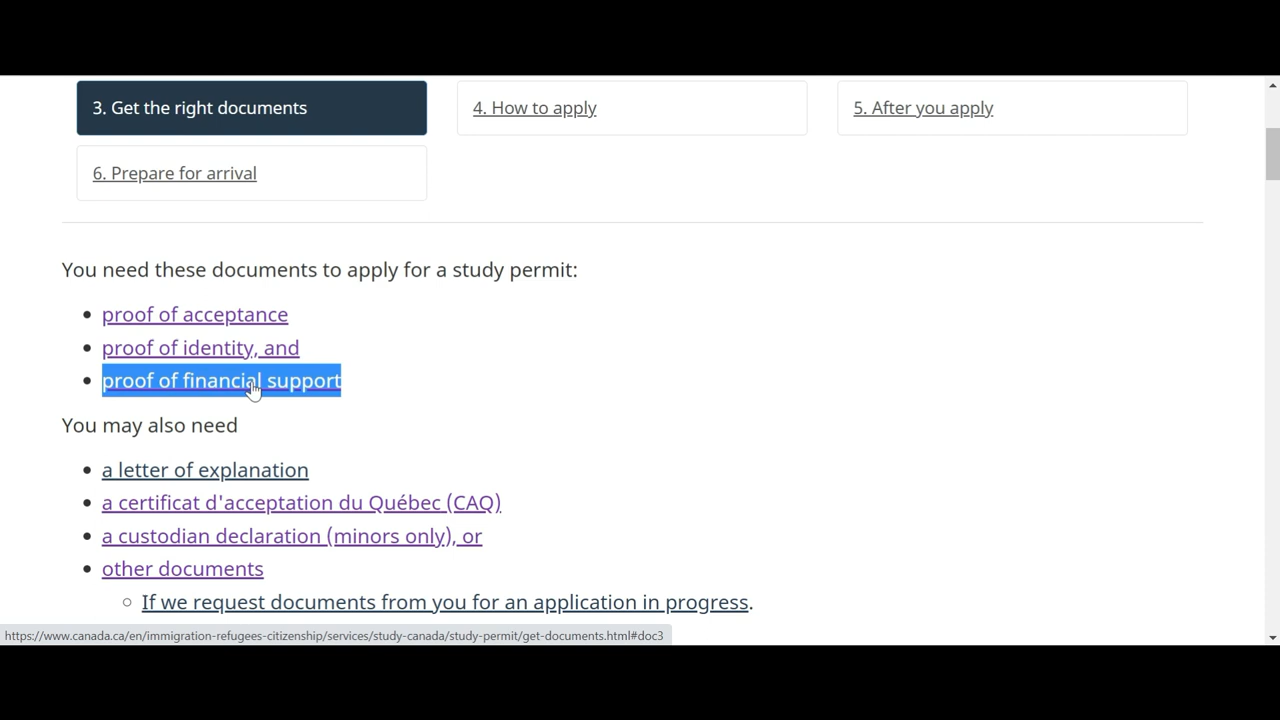 3. Get the right documents
4. How to apply
5. After you apply
6. Prepare for arrival
You need these documents to apply for a study permit:
proof of acceptance
proof of identity, and
proof of financial support
You may also need
a letter of explanation
a certificat d'acceptation du Québec (CAQ)
a custodian declaration (minors only), or
other documents
If we request documents from you for an application in progress.
https://www.canada.ca/en/immigration-refugees-citizenship/services/study-canada/study-permit/get-documents.html#doc3